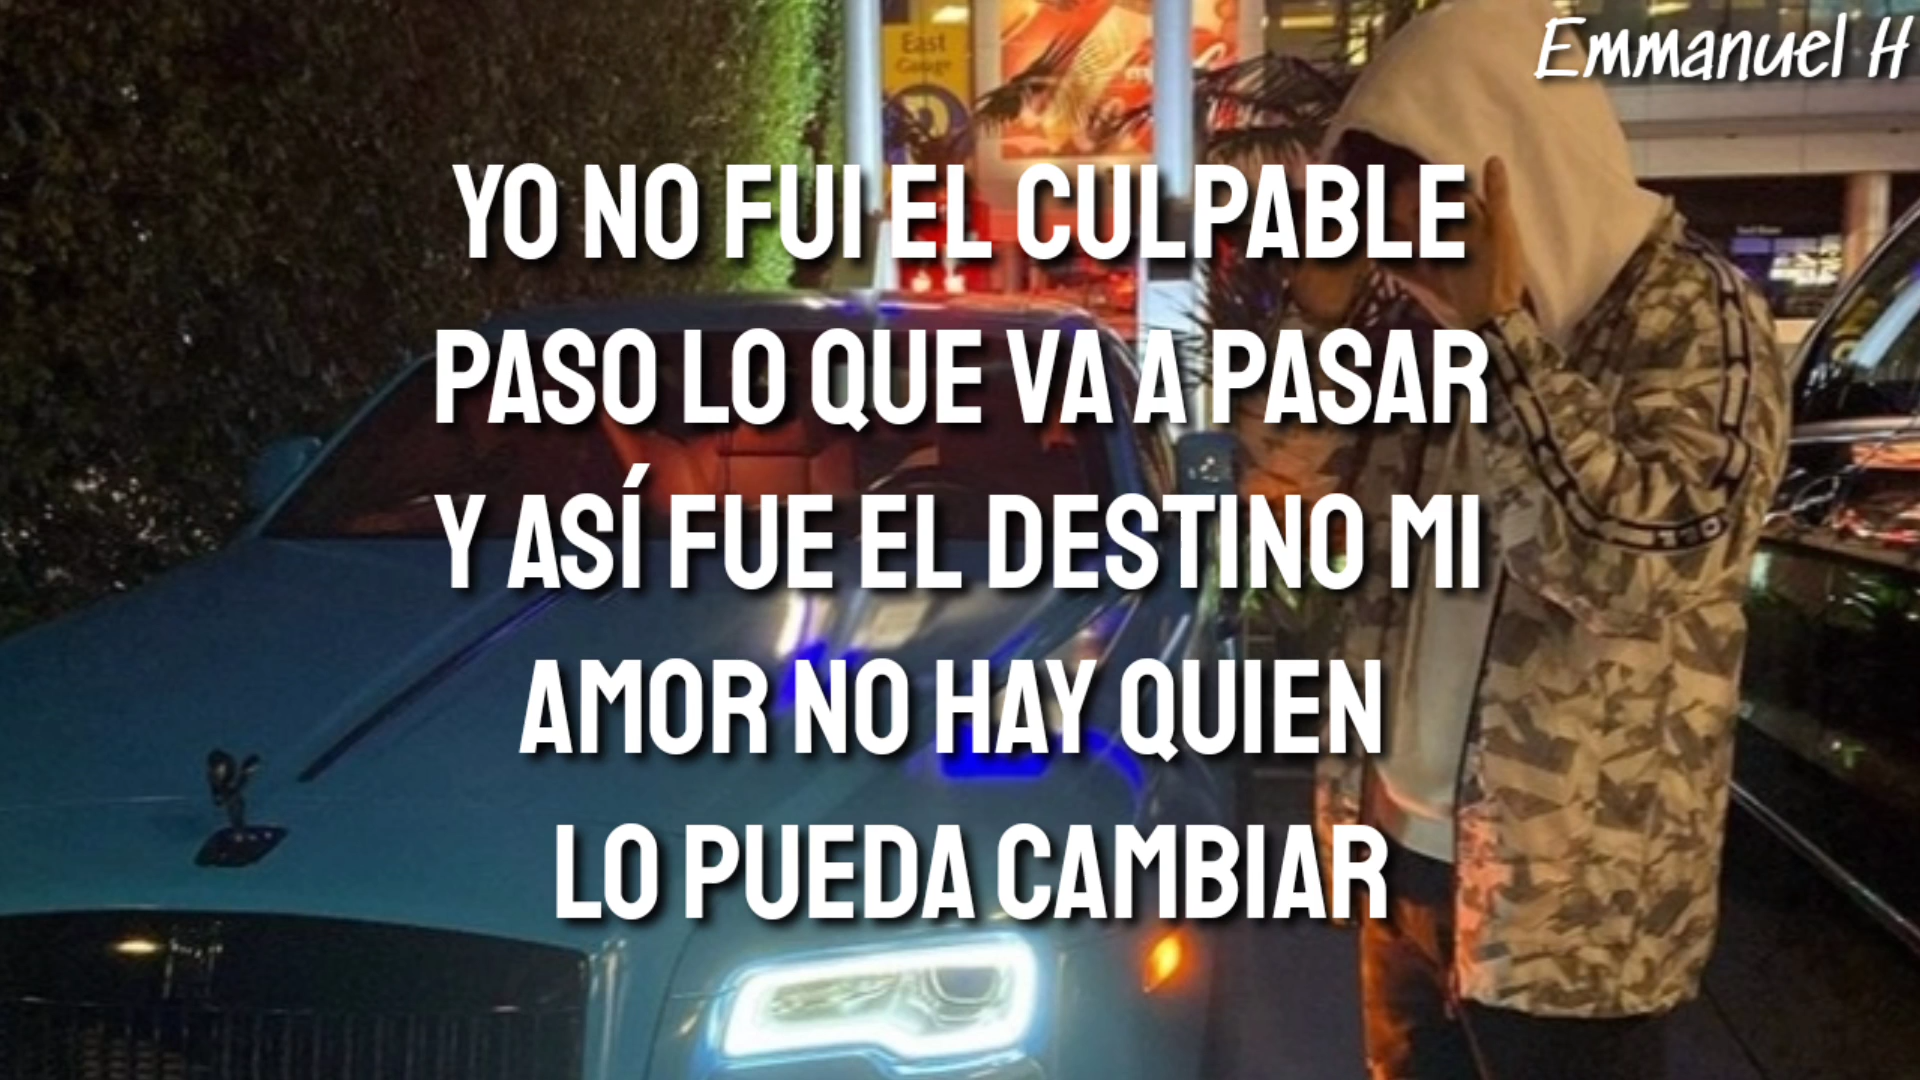 Emmanuel H
East
YO NO FUI EL CULPABLE
PASO LO QUE VA A PASAR
Y ASÍ FUE EL DESTINO MI
AMOR NO HAY QUIEN
LO PUEDA CAMBIAR